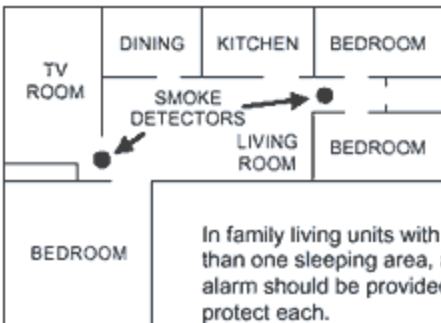 DINING
KITCHEN
BEDROOM
TV
ROOM
SMOKE
DETECTORS
LIVING
ROOM
BEDROOM
BEDROOM
In family living units with
than one sleeping area,
alarm should be provided
protect each.